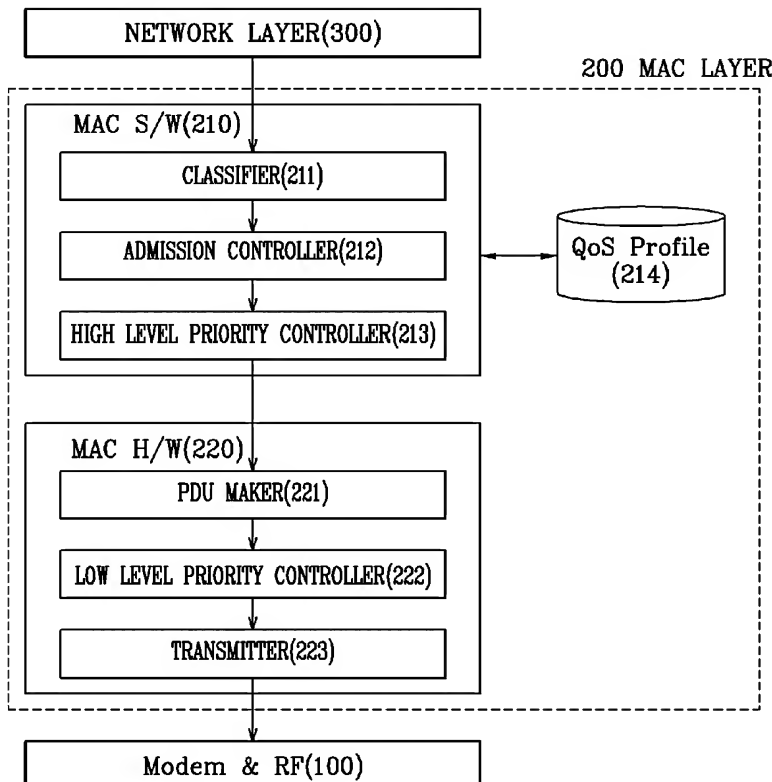 NETWORK LAYER(300)
200 MAC LAYER
MAC S/W(210)
CLASSIFIER(211)
ADMISSION CONTROLLER(212)
QoS Profile
(214)
HIGH LEVEL PRIORITY CONTROLLER(213)
MAC H/W(220)
PDU MAKER(221)
LOW LEVEL PRIORITY CONTROLLER(222)
TRANSMITTER(223)
Modem & RF(100)